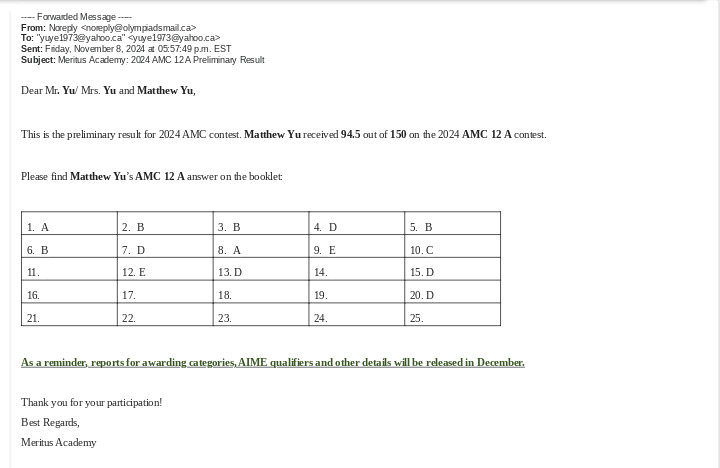 ----- Forwarded Message -----
From: Noreply <noreply@olympiadsmail.ca>
To: "yuye1973@yahoo.ca" <yuye1973@yahoo.ca>
Sent: Friday, November 8, 2024 at 05:57:49 p.m. EST
Subject: Meritus Academy: 2024 AMC 12 A Preliminary Result
Dear Mr. Yu/ Mrs. Yu and Matthew Yu,
This is the preliminary result for 2024 AMC contest. Matthew Yu received 94.5 out of 150 on the 2024 AMC 12 A contest.
Please find Matthew Yu's AMC 12 A answer on the booklet:
1. A 2. B 3. B 4. D 5. B
6. B 7. D 8. A 9. E 10. C
11. 12. E 13. D 14. 15. D
16. 17. 18. 19. 20. D
21. 22. 23. 24. 25.
As a reminder, reports for awarding categories, AIME qualifiers and other details will be released in December.
Thank you for your participation!
Best Regards,
Meritus Academy